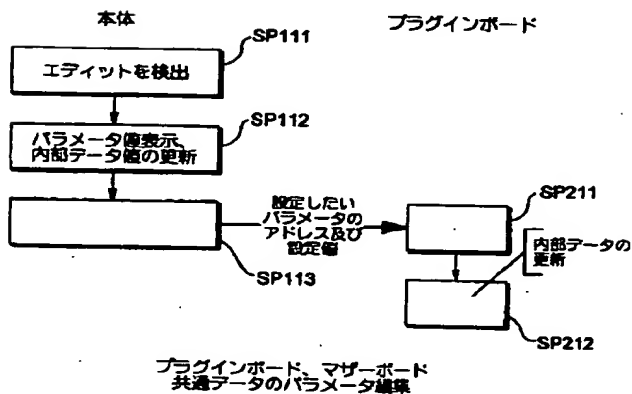 本体
プラグインボード
SP111
エディットを検出
SP112
パラメータ値表示、
内部データ値の更新
設定したい
パラメータの
アドレス及び
設定値
SP113
SP211
内部データの
更新
SP212
プラグインボード、マザーボード
共通データのパラメータ編集